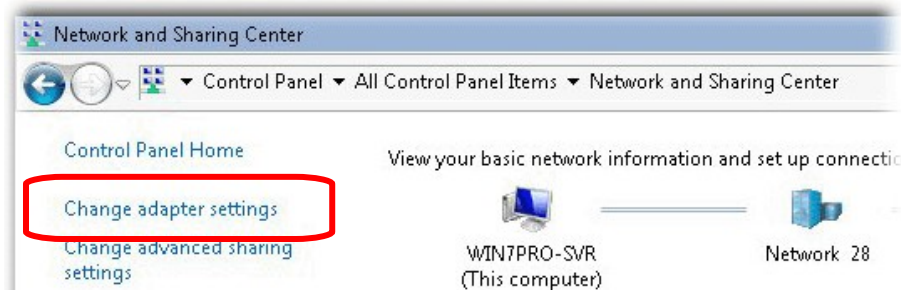 Network and Sharing Center
Control Panel ▾ All Control Panel Items ▾ Network and Sharing Center
Control Panel Home
View your basic network information and set up
Change adapter settings
Change advanced sharing
settings
WIN7PRO-SVR
(This computer)
Network 28